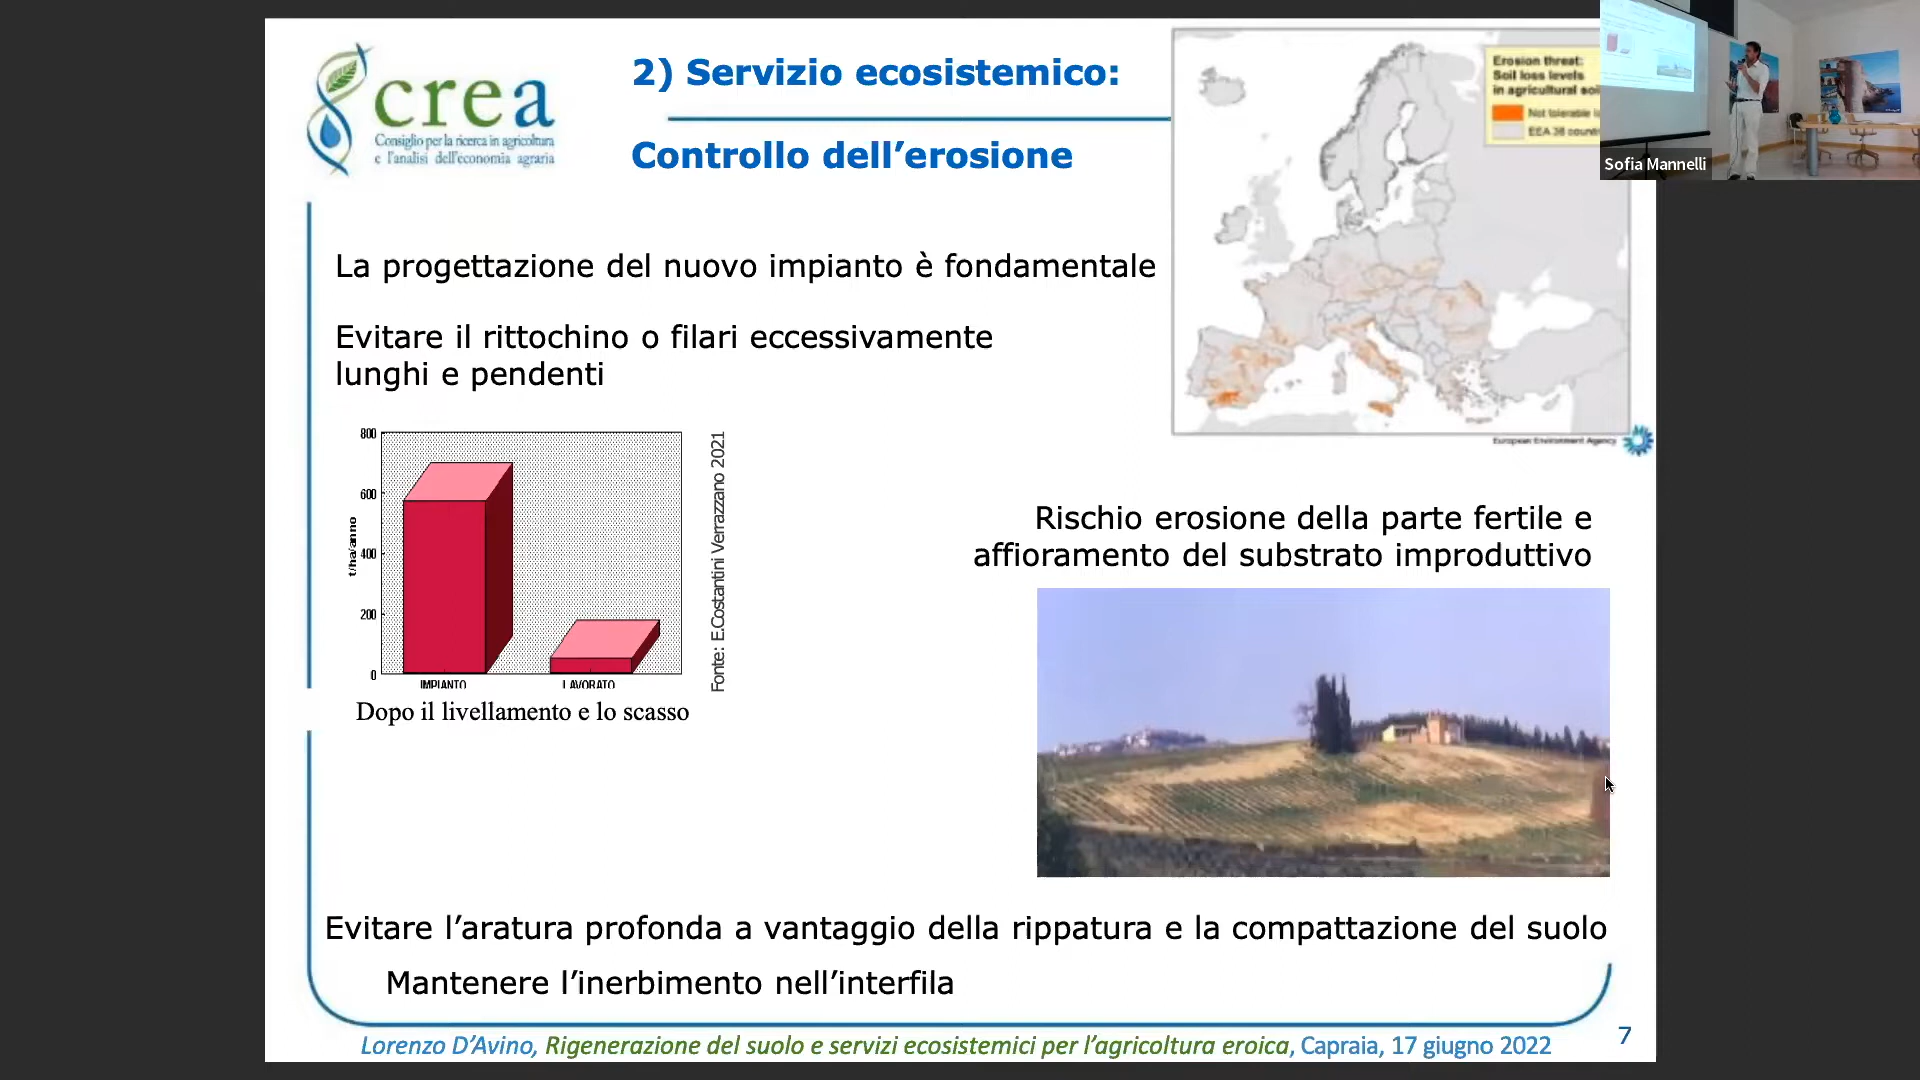 crea
Consiglio per la ricerca in agricoltura
e l'analisi dell'economia agraria
2) Servizio ecosistemico:
Controllo dell’erosione
Erosion threat:
Soil loss levels
in agricultural soi
Not tolerable
EEA 38 count
Sofia Mannelli
La progettazione del nuovo impianto è fondamentale
Evitare il rittochino o filari eccessivamente
lunghi e pendenti
European Environment Agency
800
600
400
200
0
t/ha/anno
IMPIANTO
LAVORATO
Fonte: E.Costantini Verrazzano 2021
Dopo il livellamento e lo scasso
Rischio erosione della parte fertile e
affioramento del substrato improduttivo
Evitare l’aratura profonda a vantaggio della rippatura e la compattazione del suolo
Mantenere l’inerbimento nell’interfila
Lorenzo D’Avino, Rigenerazione del suolo e servizi ecosistemici per l’agricoltura eroica, Capraia, 17 giugno 2022
7